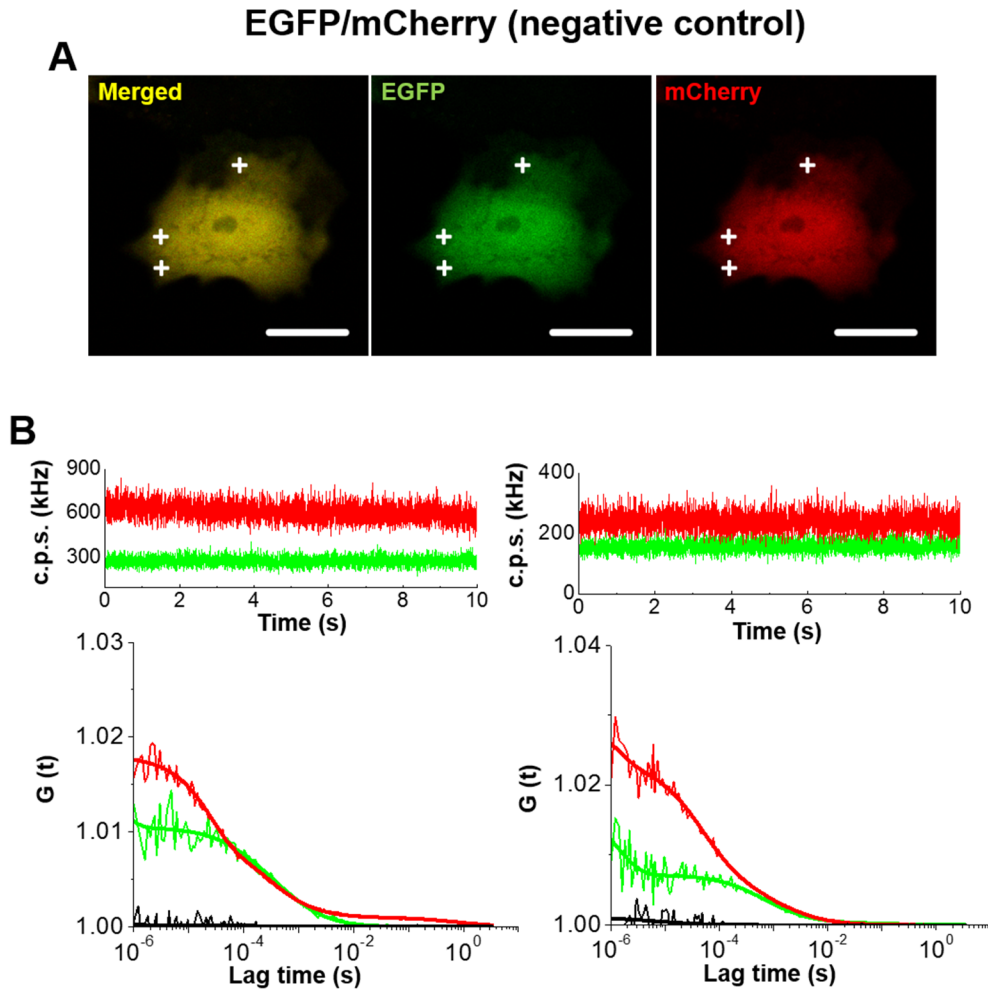 EGFP/mCherry (negative control)
A
Merged EGFP mCherry
B
900
600
300
c.p.s. (kHz)
0 2 4 6 8 10
Time (s)
400
200
0
c.p.s. (kHz)
0 2 4 6 8 10
Time (s)
1.03
1.02
1.01
1.00
G (t)
10-6 10-4 10-2 100
Lag time (s)
1.04
1.02
1.00
G (t)
10-6 10-4 10-2 100
Lag time (s)